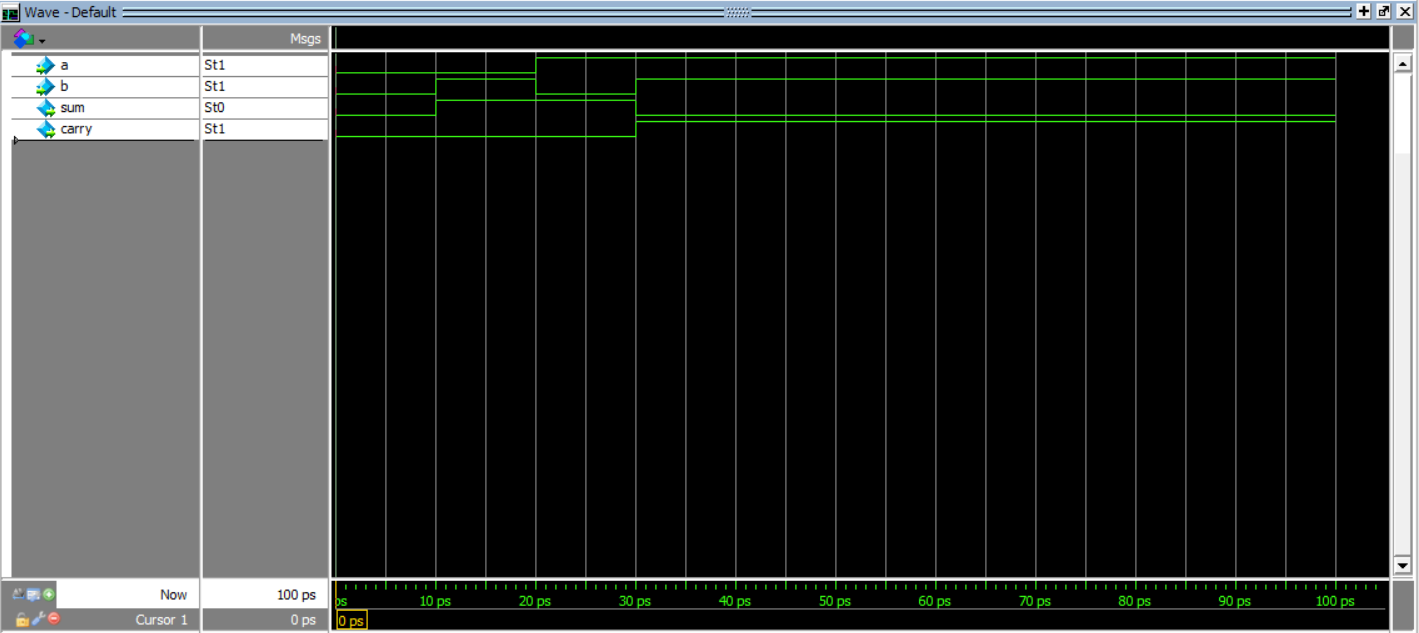 Wave - Default
Msgs
a St1
b St1
sum St0
carry St1
Now 100 ps
ps 10 ps 20 ps 30 ps 40 ps 50 ps 60 ps 70 ps 80 ps 90 ps 100 ps
Cursor 1 0 ps
0 ps